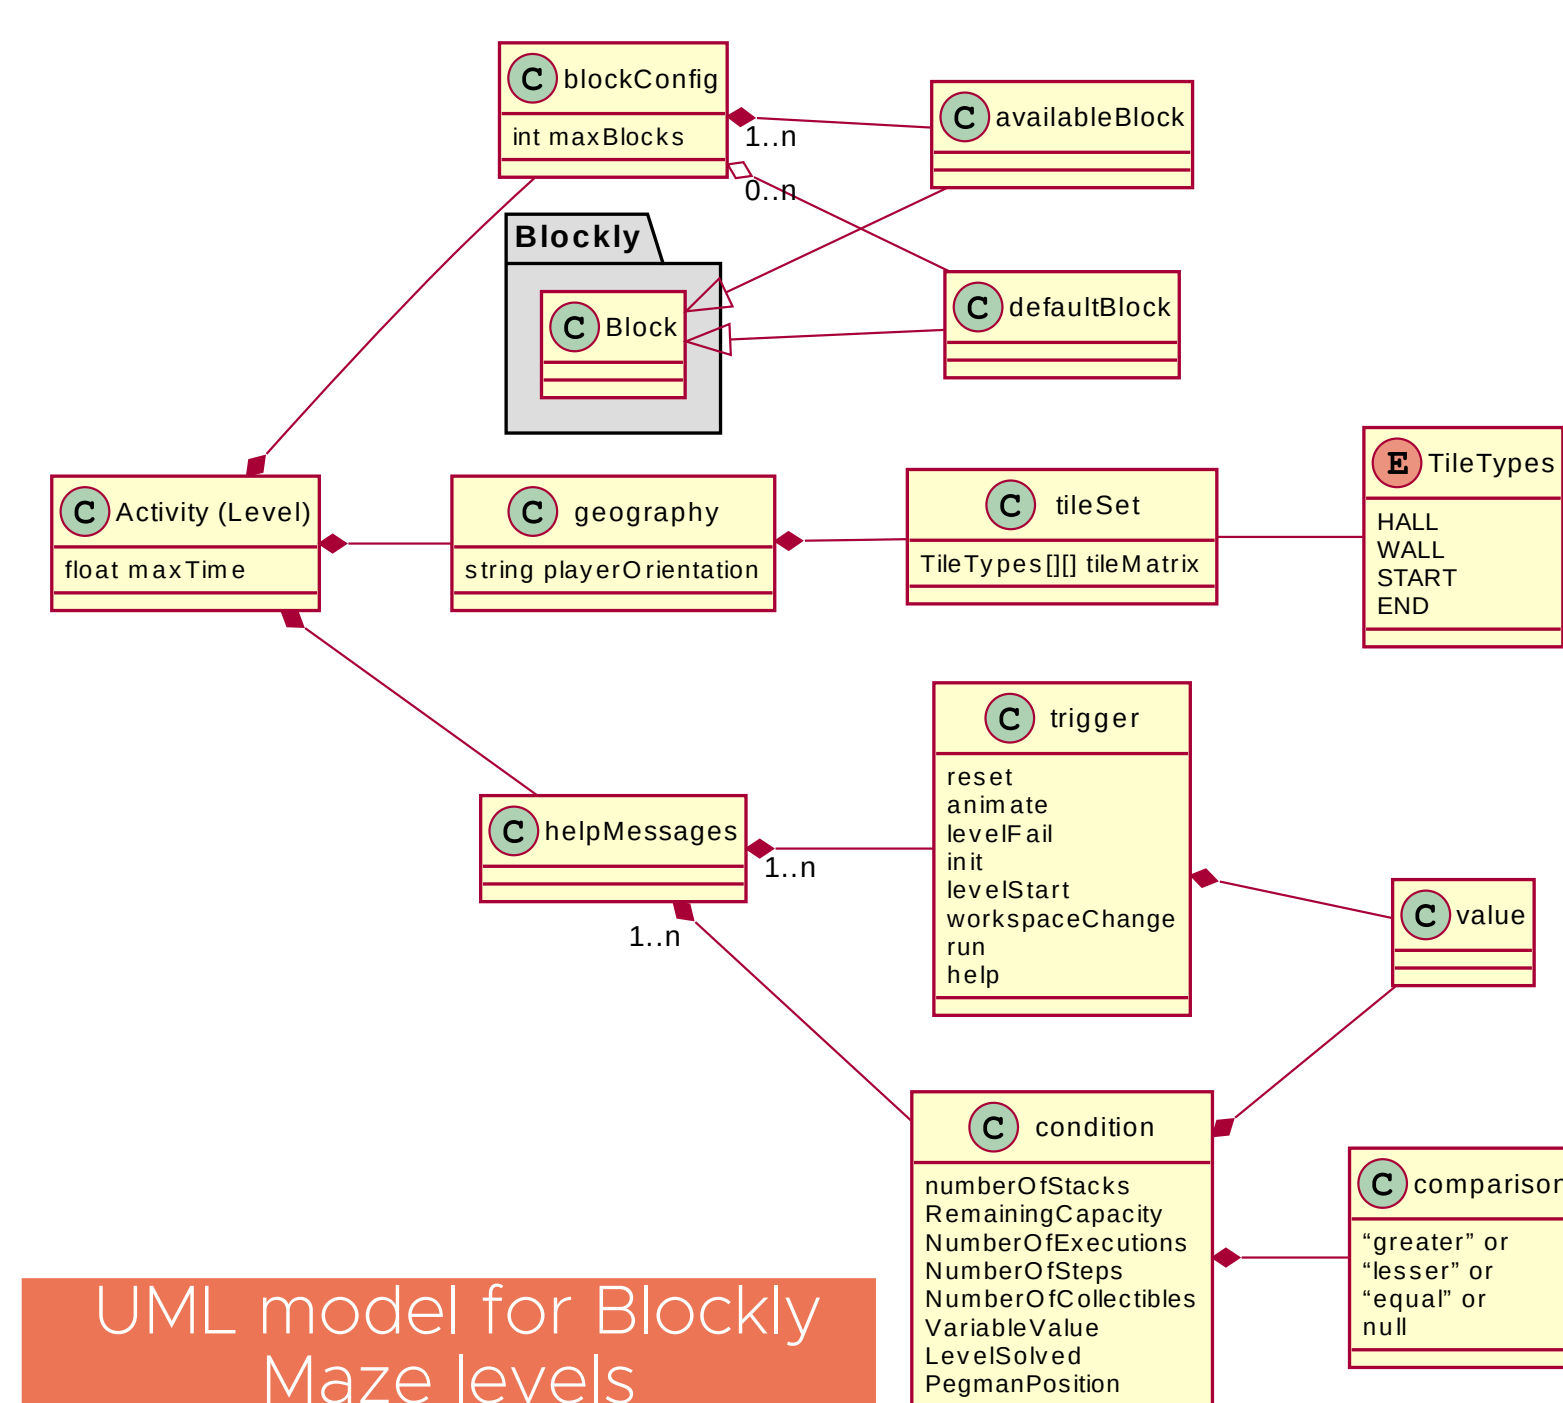 C blockConfig
int maxBlocks
1..n
0..n
C availableBlock
Blockly
C Block
C defaultBlock
C Activity (Level)
float maxTime
C geography
string playerOrientation
C tileSet
TileTypes[][] tileMatrix
E TileTypes
HALL
WALL
START
END
C helpMessages
1..n
1..n
C trigger
reset
animate
levelFail
init
levelStart
workspaceChange
run
help
C value
C condition
numberOfStacks
RemainingCapacity
NumberOfExecutions
NumberOfSteps
NumberOfCollectibles
VariableValue
LevelSolved
PegmanPosition
C comparison
“greater” or
“lesser” or
“equal” or
null
UML model for Blockly
Maze levels